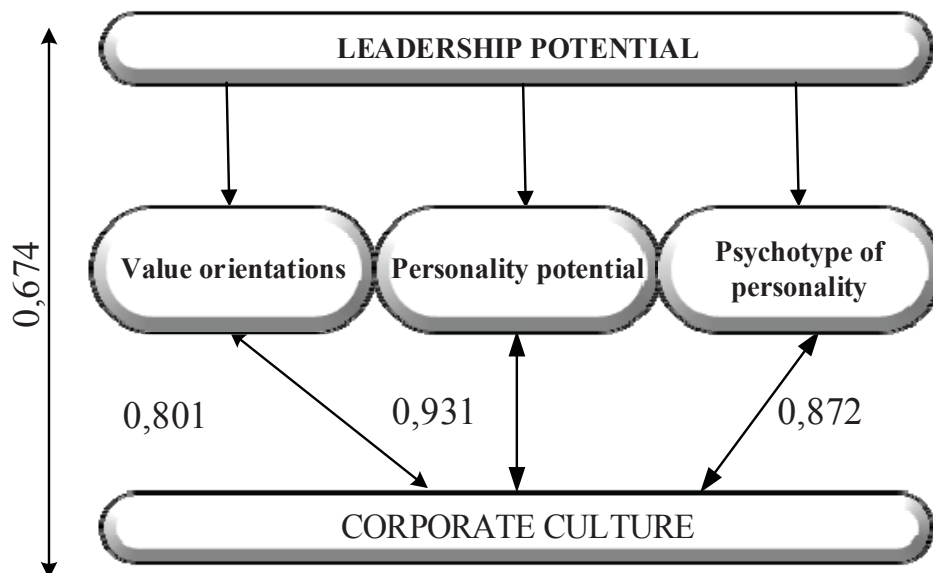 LEADERSHIP POTENTIAL
0,674
Value orientations
Personality potential
Psychotype of
personality
0,801
0,931
0,872
CORPORATE CULTURE